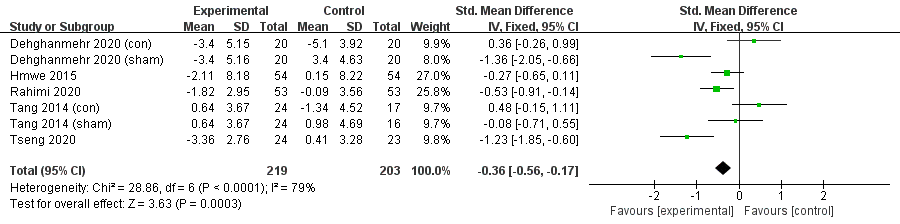 Experimental Control Std. Mean Difference Std. Mean Difference
Study or Subgroup Mean SD Total Mean SD Total Weight IV, Fixed, 95% CI IV, Fixed, 95% CI
Dehghanmehr 2020 (con) -3.4 5.15 20 -5.1 3.92 20 9.9% 0.36 [-0.26, 0.99]
Dehghanmehr 2020 (sham) -3.4 5.16 20 3.4 4.63 20 8.0% -1.36 [-2.05, -0.66]
Hmwe 2015 -2.11 8.18 54 0.15 8.22 54 27.0% -0.27 [-0.65, 0.11]
Rahimi 2020 -1.82 2.95 53 -0.09 3.56 53 25.8% -0.53 [-0.91, -0.14]
Tang 2014 (con) 0.64 3.67 24 -1.34 4.52 17 9.7% 0.48 [-0.15, 1.11]
Tang 2014 (sham) 0.64 3.67 24 0.98 4.69 16 9.7% -0.08 [-0.71, 0.55]
Tseng 2020 -3.36 2.76 24 0.41 3.28 23 9.8% -1.23 [-1.85, -0.60]
Total (95% CI) 219 203 100.0% -0.36 [-0.56, -0.17]
Heterogeneity: Chi² = 28.86, df = 6 (P < 0.0001); I² = 79%
Test for overall effect: Z = 3.63 (P = 0.0003)
-2 -1 0 1 2
Favours [experimental] Favours [control]